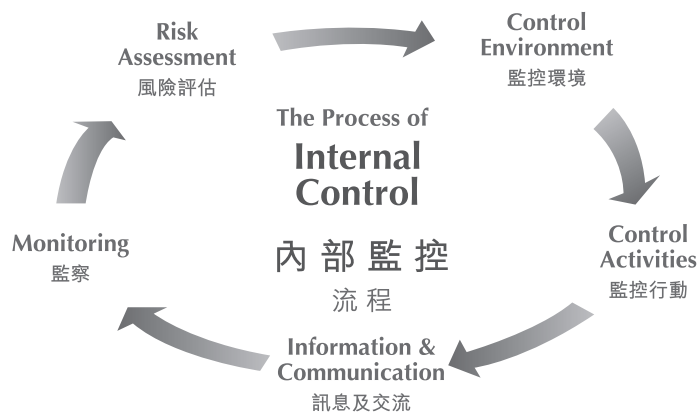 The Process of
Internal
Control
內部監控
流程
Risk
Assessment
風險評估
Control
Environment
監控環境
Control
Activities
監控行動
Information &
Communication
訊息及交流
Monitoring
監察